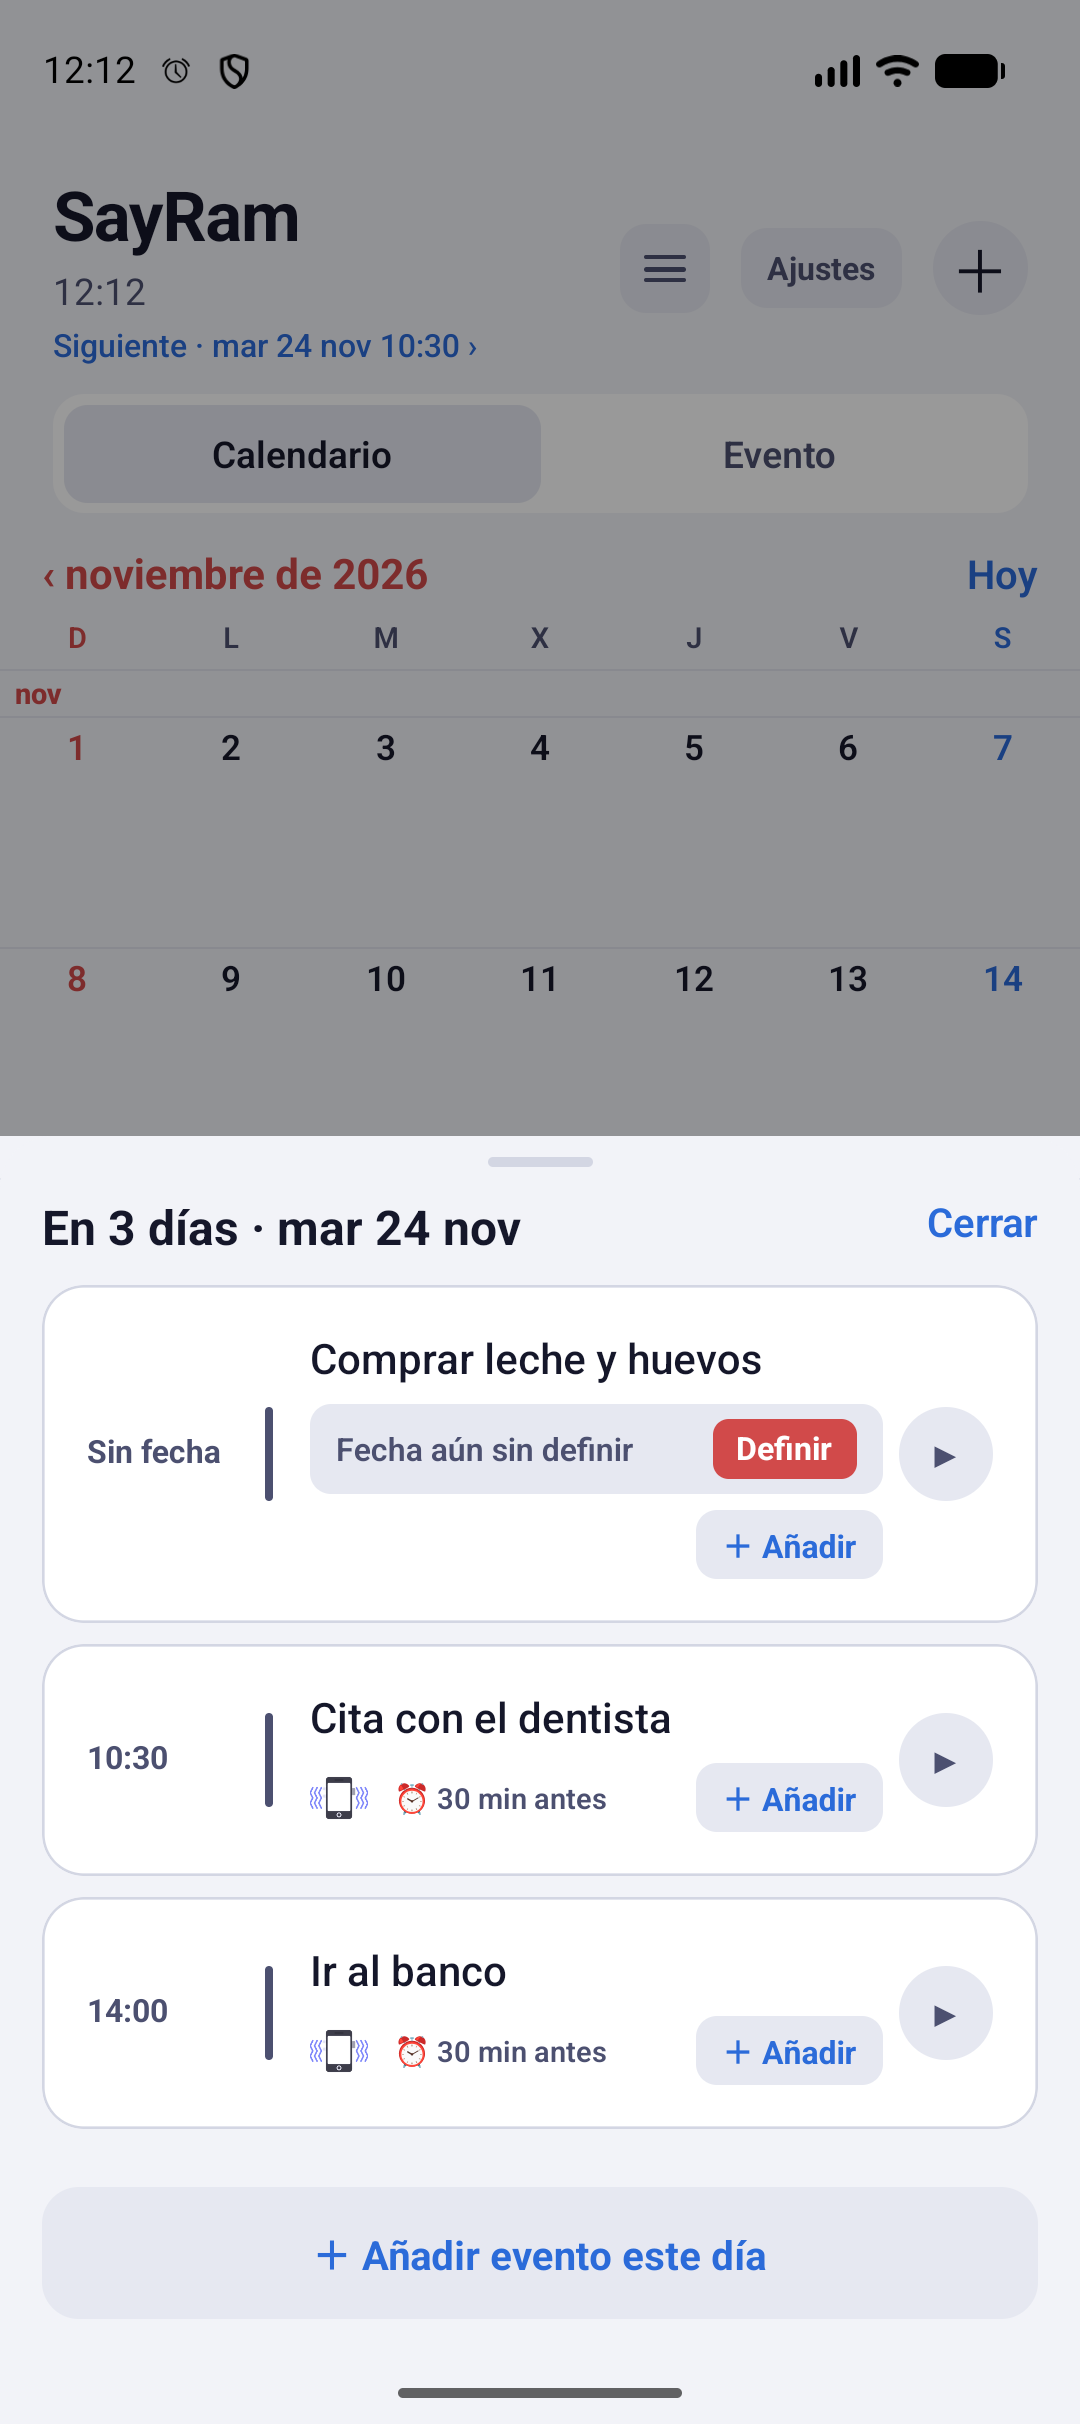 12:12
SayRam
12:12
Siguiente · mar 24 nov 10:30 ›
Ajustes
Calendario
Evento
‹ noviembre de 2026
Hoy
D L M X J V S
nov
1 2 3 4 5 6 7
8 9 10 11 12 13 14
En 3 días · mar 24 nov
Cerrar
Comprar leche y huevos
Sin fecha
Fecha aún sin definir
Definir
+ Añadir
Cita con el dentista
10:30
30 min antes
+ Añadir
Ir al banco
14:00
30 min antes
+ Añadir
+ Añadir evento este día